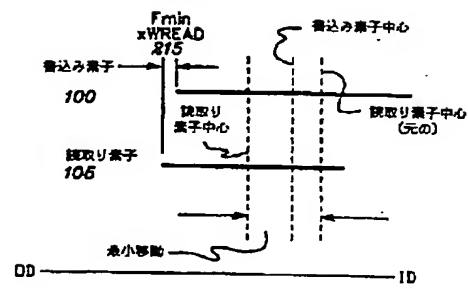 Fmin
xWREAD
215
書込み素子
100
書込み素子中心
読取り
素子中心
読取り素子中心
(元の)
読取り素子
105
最小移動
OD
ID